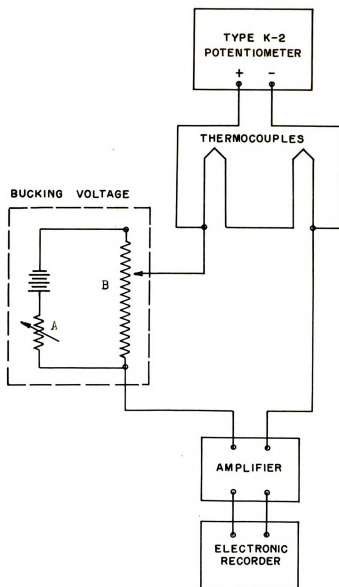 TYPE K-2
POTENTIOMETER
+ -
THERMOCOUPLES
BUCKING VOLTAGE
B
A
AMPLIFIER
ELECTRONIC
RECORDER